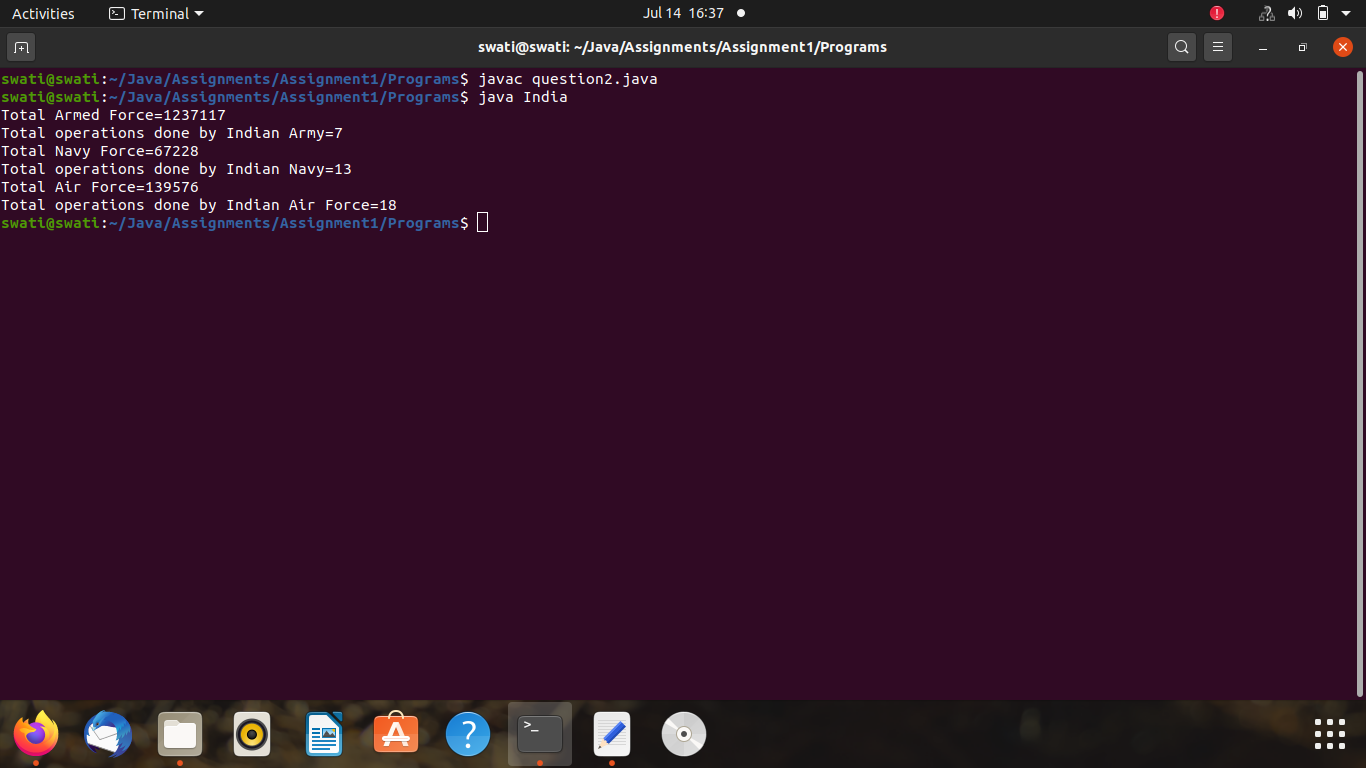 Activities Terminal Jul 14 16:37
swati@swati: ~/Java/Assignments/Assignment1/Programs
swati@swati:~/Java/Assignments/Assignment1/Programs$ javac question2.java
swati@swati:~/Java/Assignments/Assignment1/Programs$ java India
Total Armed Force=1237117
Total operations done by Indian Army=7
Total Navy Force=67228
Total operations done by Indian Navy=13
Total Air Force=139576
Total operations done by Indian Air Force=18
swati@swati:~/Java/Assignments/Assignment1/Programs$